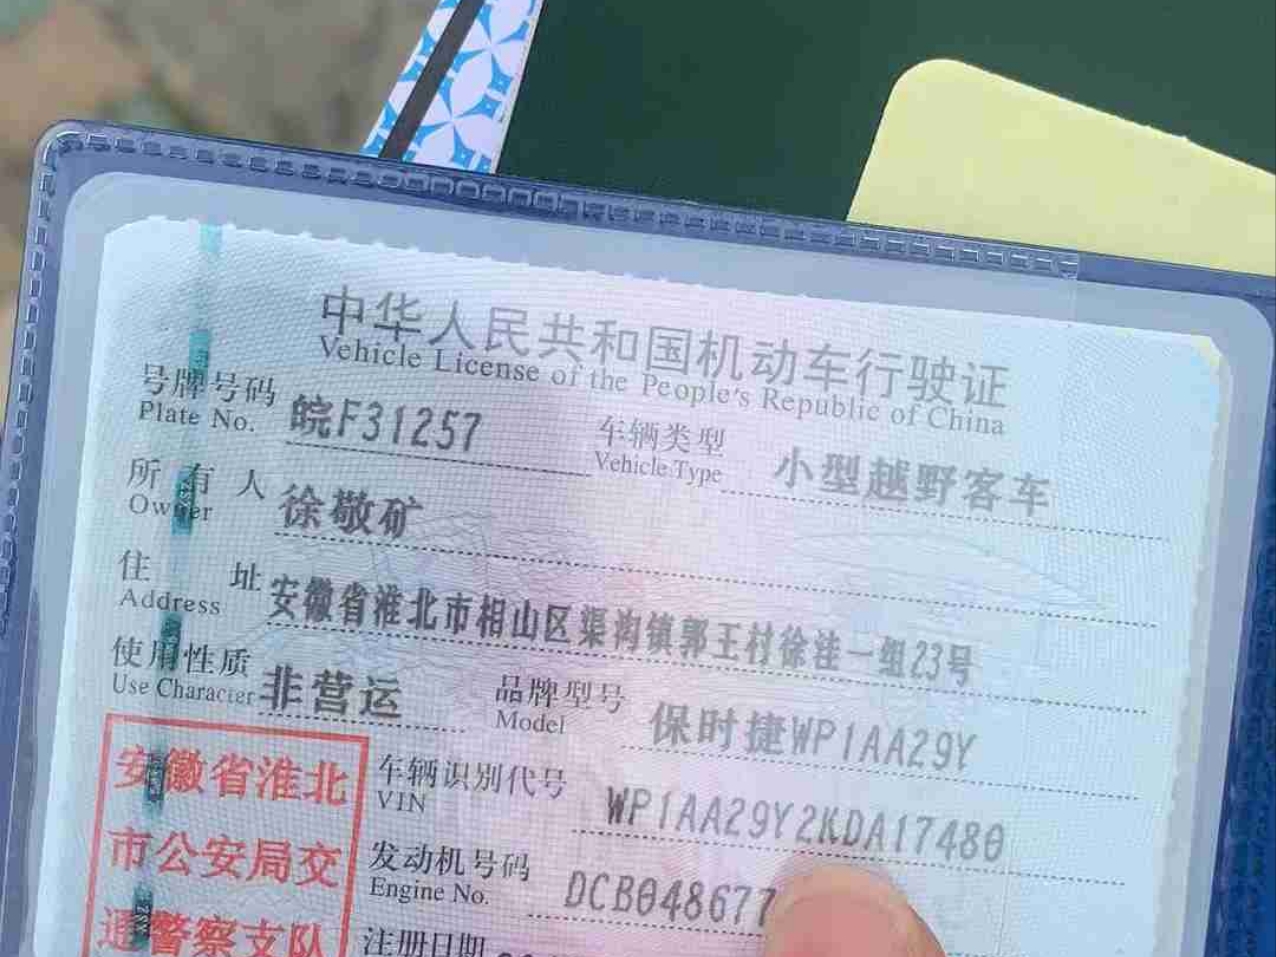 中华人民共和国机动车行驶证
Vehicle License of the People's Republic of China
号牌号码 皖F31257 车辆类型 小型越野客车
Plate No. Vehicle Type
所有人 徐敬矿
Owner
住址 安徽省淮北市相山区渠沟镇郭王村徐洼一组23号
Address
使用性质 非营运 品牌型号 保时捷WP1AA29Y
Use Character Model
车辆识别代号 WP1AA29Y2KDA17480
VIN
发动机号码 DCB048677
Engine No.
注册日期
安徽省淮北
市公安局交
通警察支队